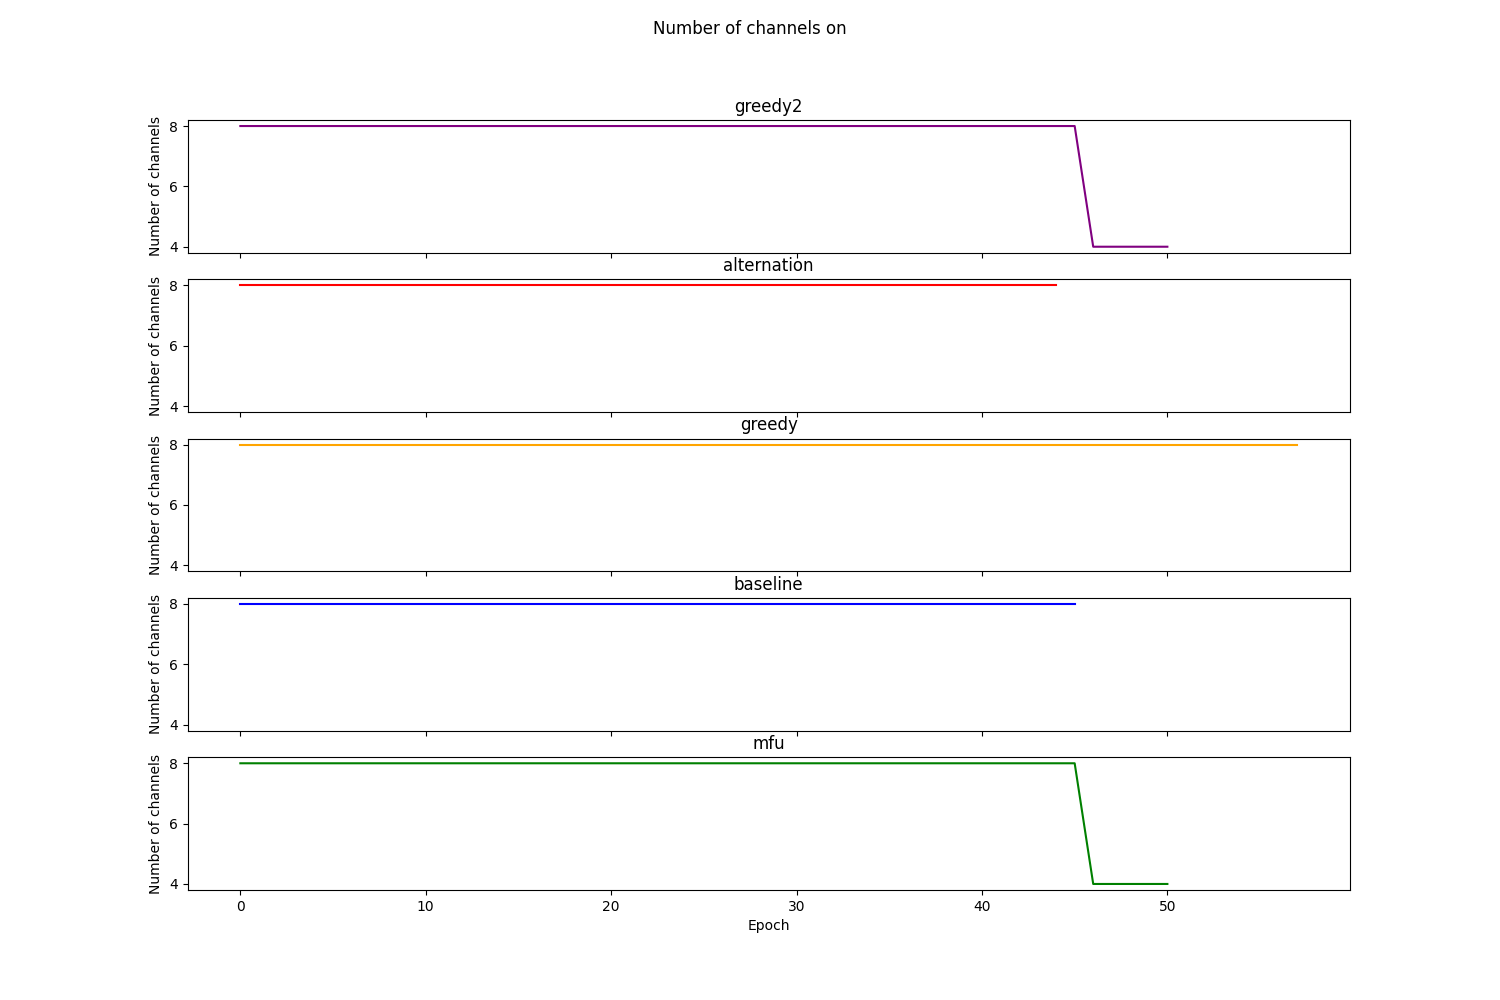 Number of channels on
greedy2
Number of channels
8
6
4
alternation
Number of channels
8
6
4
greedy
Number of channels
8
6
4
baseline
Number of channels
8
6
4
mfu
Number of channels
8
6
4
0 10 20 30 40 50
Epoch